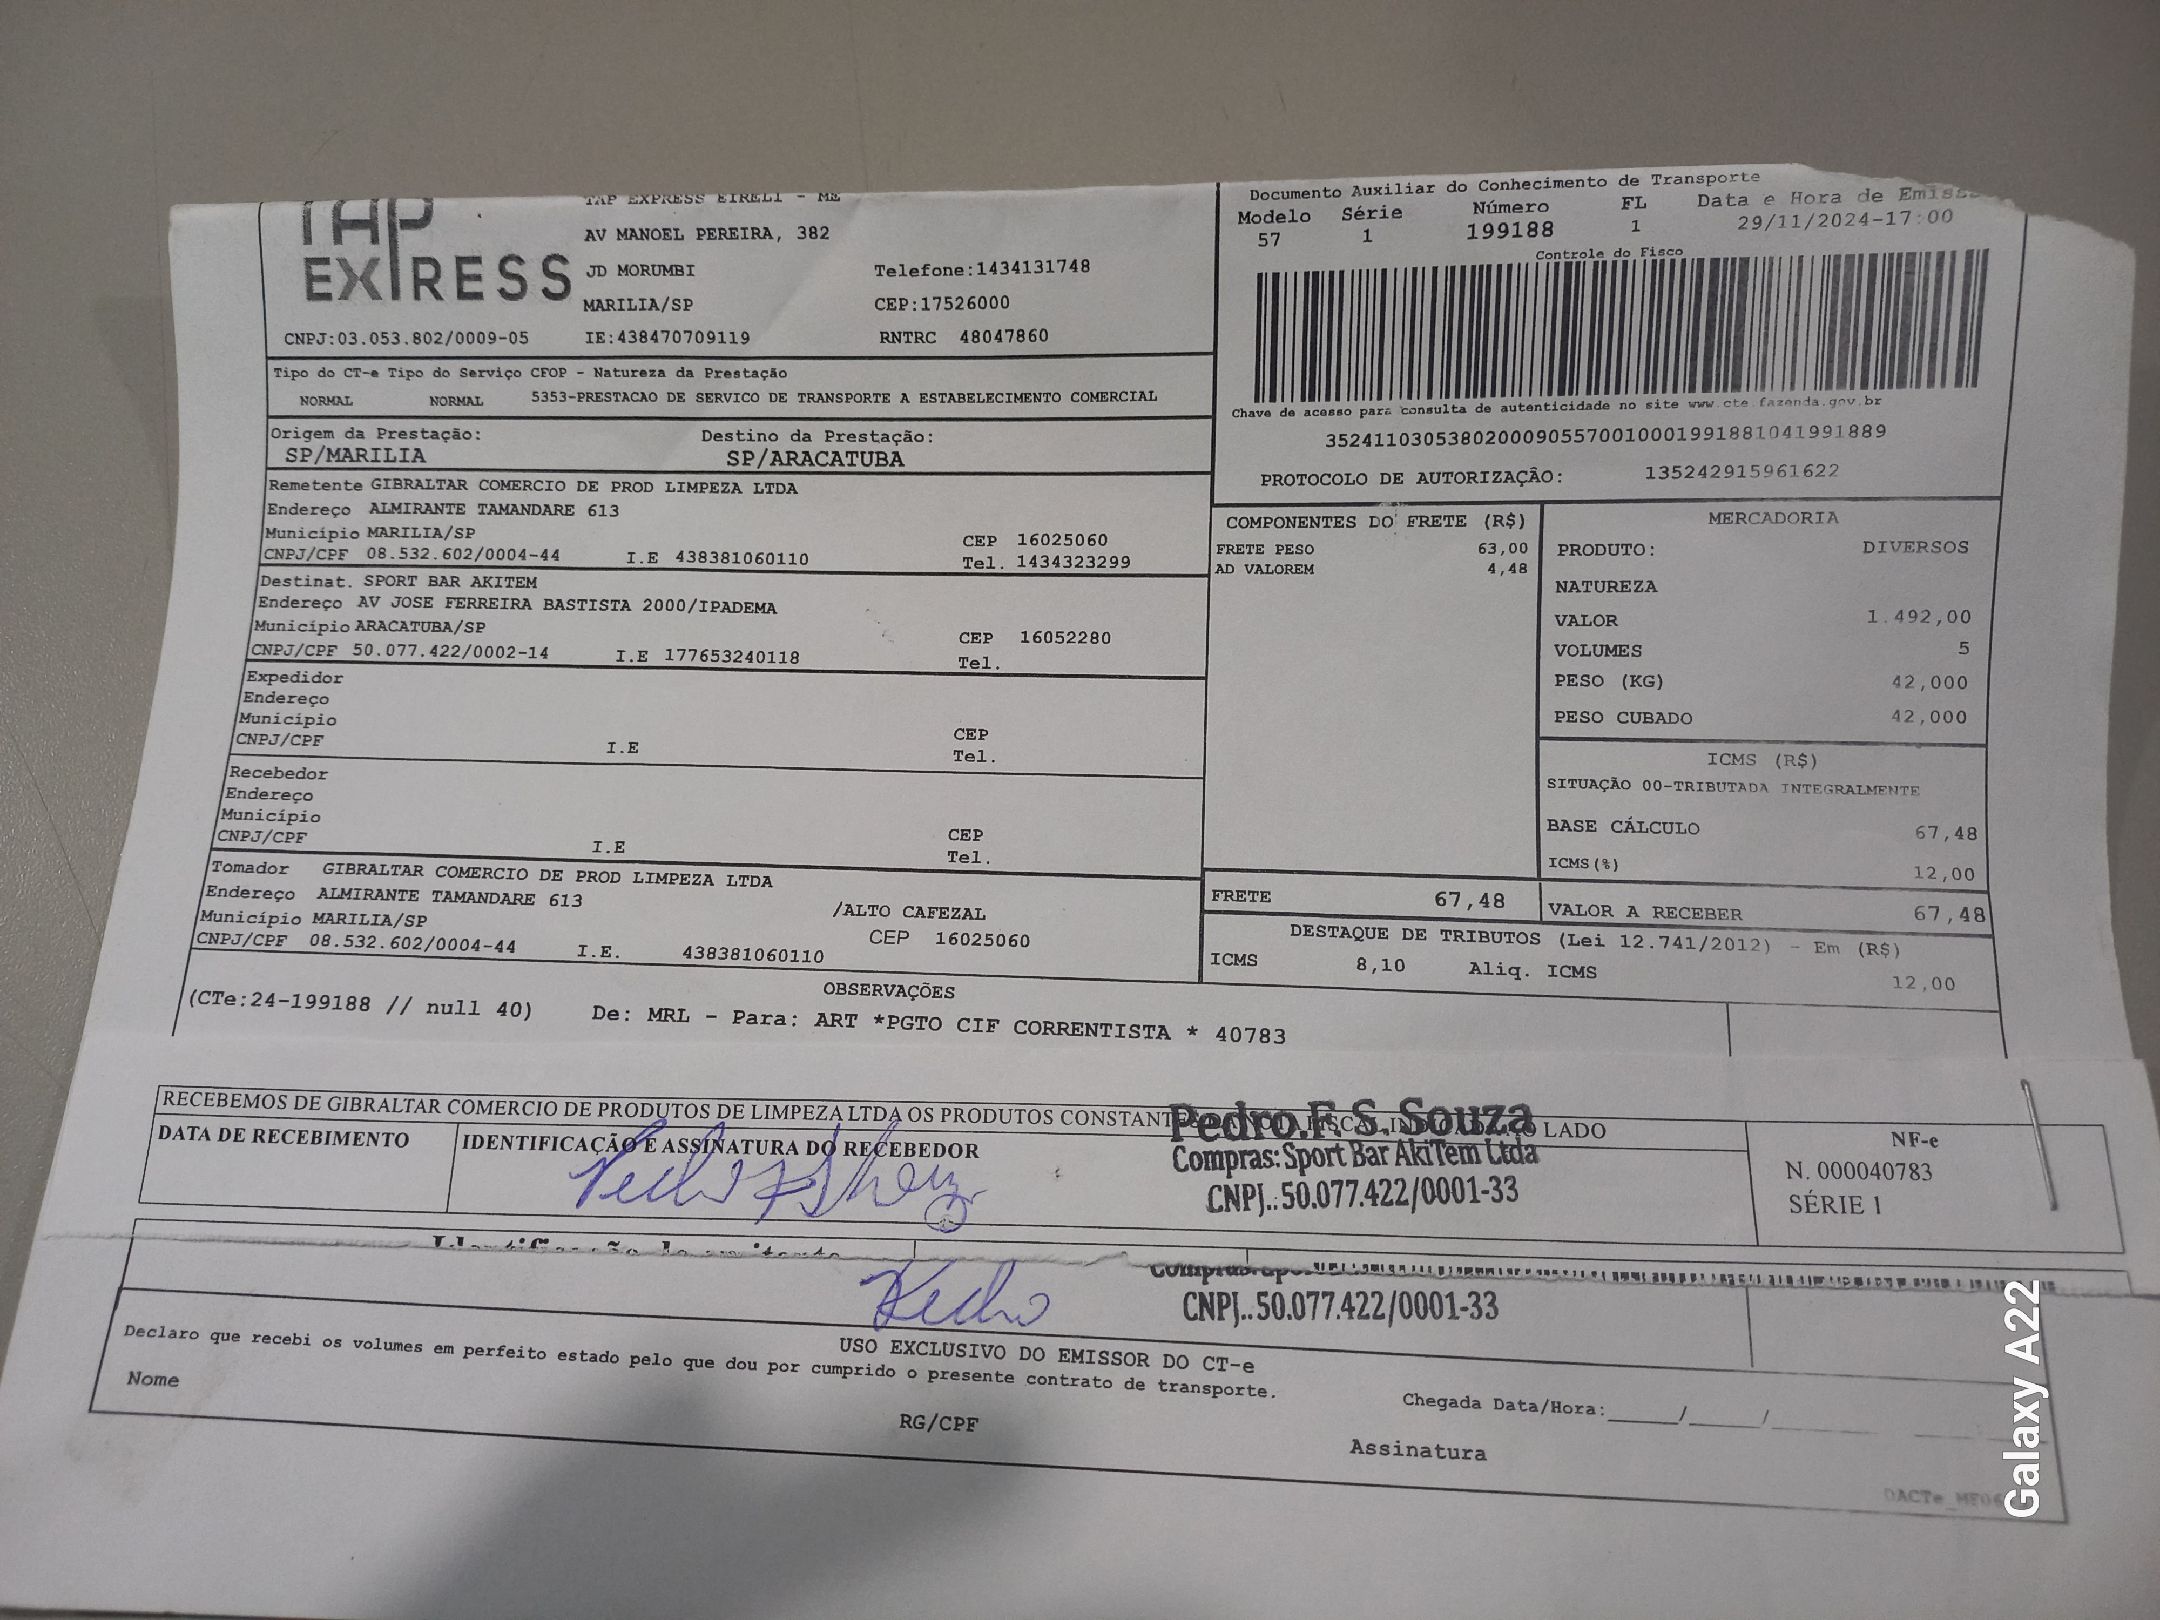 TAP
EXPRESS
TAP EXPRESS EIRELI - ME
AV MANOEL PEREIRA, 382
JD MORUMBI Telefone:1434131748
MARILIA/SP CEP:17526000
CNPJ:03.053.802/0009-05 IE:438470709119 RNTRC 48047860
Documento Auxiliar do Conhecimento de Transporte
Modelo Série Número FL Data e Hora de
57 1 199188 1 29/11/2024-17:00
Controle do Fisco
Chave de acesso para consulta de autenticidade no site www.cte.fazenda.gov.br
35241103053802000905570010001991881041991889
PROTOCOLO DE AUTORIZAÇÃO: 135242915961622
Tipo do CT-e Tipo do Serviço CFOP - Natureza da Prestação
NORMAL NORMAL 5353-PRESTACAO DE SERVICO DE TRANSPORTE A ESTABELECIMENTO COMERCIAL
Origem da Prestação: Destino da Prestação:
SP/MARILIA SP/ARACATUBA
Remetente GIBRALTAR COMERCIO DE PROD LIMPEZA LTDA
Endereço ALMIRANTE TAMANDARE 613
Município MARILIA/SP CEP 16025060
CNPJ/CPF 08.532.602/0004-44 I.E 438381060110 Tel. 1434323299
Destinat. SPORT BAR AKITEM
Endereço AV JOSE FERREIRA BASTISTA 2000/IPADEMA
Município ARACATUBA/SP CEP 16052280
CNPJ/CPF 50.077.422/0002-14 I.E 177653240118 Tel.
Expedidor
Endereço
Município CEP
CNPJ/CPF I.E Tel.
Recebedor
Endereço
Município CEP
CNPJ/CPF I.E Tel.
Tomador GIBRALTAR COMERCIO DE PROD LIMPEZA LTDA
Endereço ALMIRANTE TAMANDARE 613 /ALTO CAFEZAL
Município MARILIA/SP CEP 16025060
CNPJ/CPF 08.532.602/0004-44 I.E. 438381060110
COMPONENTES DO FRETE (R$)
FRETE PESO 63,00
AD VALOREM 4,48
MERCADORIA
PRODUTO: DIVERSOS
NATUREZA
VALOR 1.492,00
VOLUMES 5
PESO (KG) 42,000
PESO CUBADO 42,000
ICMS (R$)
SITUAÇÃO 00-TRIBUTADA INTEGRALMENTE
BASE CÁLCULO 67,48
ICMS(%) 12,00
FRETE 67,48 VALOR A RECEBER 67,48
DESTAQUE DE TRIBUTOS (Lei 12.741/2012) - Em (R$)
ICMS 8,10 Aliq. ICMS 12,00
OBSERVAÇÕES
(CTe:24-199188 // null 40) De: MRL - Para: ART *PGTO CIF CORRENTISTA * 40783
RECEBEMOS DE GIBRALTAR COMERCIO DE PRODUTOS DE LIMPEZA LTDA OS PRODUTOS CONSTANTES LADO
DATA DE RECEBIMENTO IDENTIFICAÇÃO E ASSINATURA DO RECEBEDOR
Pedro.F. S. Souza
Compras: Sport Bar AkiTem Ltda
CNPJ.: 50.077.422/0001-33
NF-e
N. 000040783
SÉRIE 1
Pedro
CNPJ.: 50.077.422/0001-33
USO EXCLUSIVO DO EMISSOR DO CT-e
Declaro que recebi os volumes em perfeito estado pelo que dou por cumprido o presente contrato de transporte.
Nome RG/CPF Chegada Data/Hora:_____/_____/
Assinatura
Galaxy A22